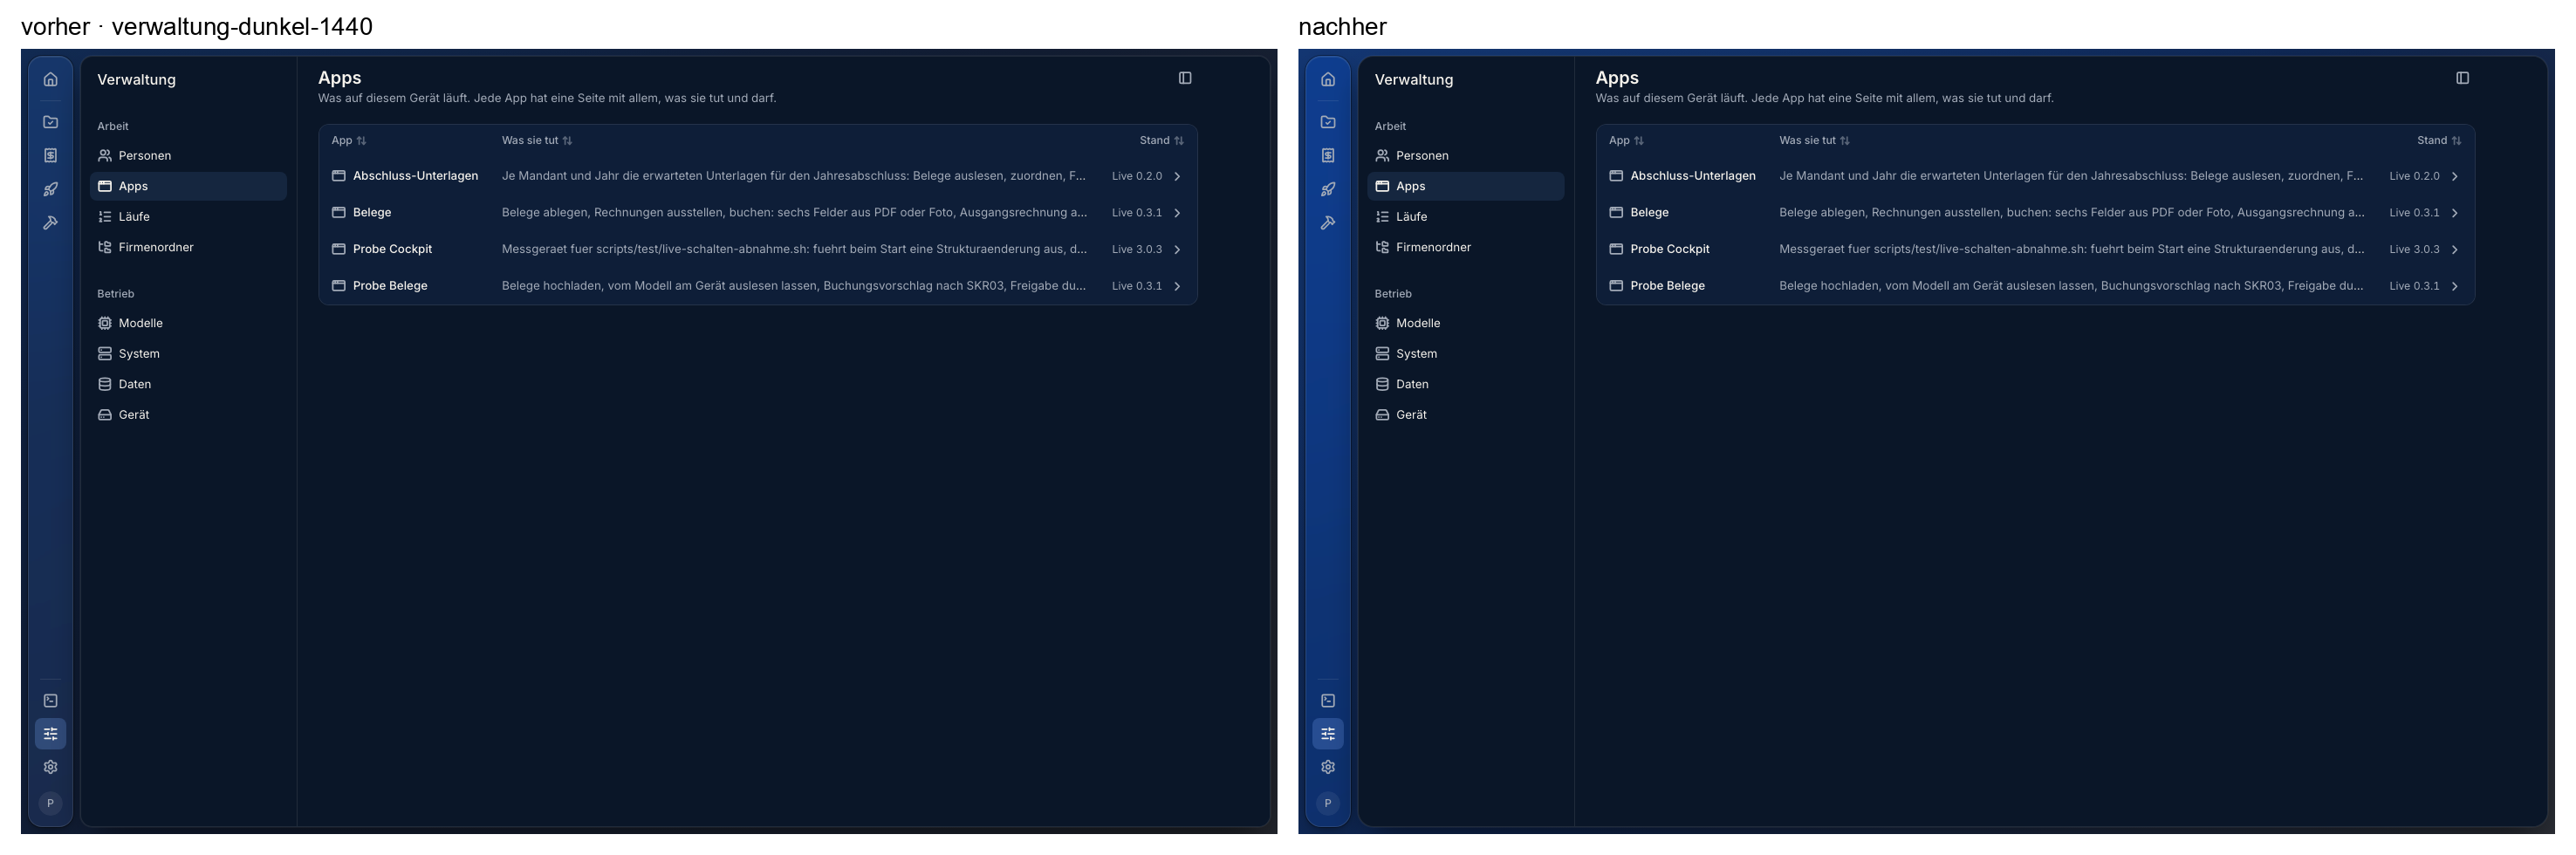 vorher · verwaltung-dunkel-1440
Verwaltung
Arbeit
Personen
Apps
Läufe
Firmenordner
Betrieb
Modelle
System
Daten
Gerät
P
Apps
Was auf diesem Gerät läuft. Jede App hat eine Seite mit allem, was sie tut und darf.
App Was sie tut Stand
Abschluss-Unterlagen Je Mandant und Jahr die erwarteten Unterlagen für den Jahresabschluss: Belege auslesen, zuordnen, F... Live 0.2.0
Belege Belege ablegen, Rechnungen ausstellen, buchen: sechs Felder aus PDF oder Foto, Ausgangsrechnung a... Live 0.3.1
Probe Cockpit Messgeraet fuer scripts/test/live-schalten-abnahme.sh: fuehrt beim Start eine Strukturaenderung aus, d... Live 3.0.3
Probe Belege Belege hochladen, vom Modell am Gerät auslesen lassen, Buchungsvorschlag nach SKR03, Freigabe du... Live 0.3.1
nachher
Verwaltung
Arbeit
Personen
Apps
Läufe
Firmenordner
Betrieb
Modelle
System
Daten
Gerät
P
Apps
Was auf diesem Gerät läuft. Jede App hat eine Seite mit allem, was sie tut und darf.
App Was sie tut Stand
Abschluss-Unterlagen Je Mandant und Jahr die erwarteten Unterlagen für den Jahresabschluss: Belege auslesen, zuordnen, F... Live 0.2.0
Belege Belege ablegen, Rechnungen ausstellen, buchen: sechs Felder aus PDF oder Foto, Ausgangsrechnung a... Live 0.3.1
Probe Cockpit Messgeraet fuer scripts/test/live-schalten-abnahme.sh: fuehrt beim Start eine Strukturaenderung aus, d... Live 3.0.3
Probe Belege Belege hochladen, vom Modell am Gerät auslesen lassen, Buchungsvorschlag nach SKR03, Freigabe du... Live 0.3.1